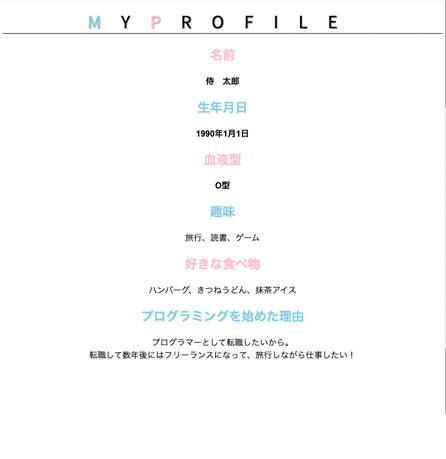 MY PROFILE
名前
侍　太郎
生年月日
1990年1月1日
血液型
O型
趣味
旅行、読書、ゲーム
好きな食べ物
ハンバーグ、きつねうどん、抹茶アイス
プログラミングを始めた理由
プログラマーとして転職したいから。
転職して数年後にはフリーランスになって、旅行しながら仕事したい！